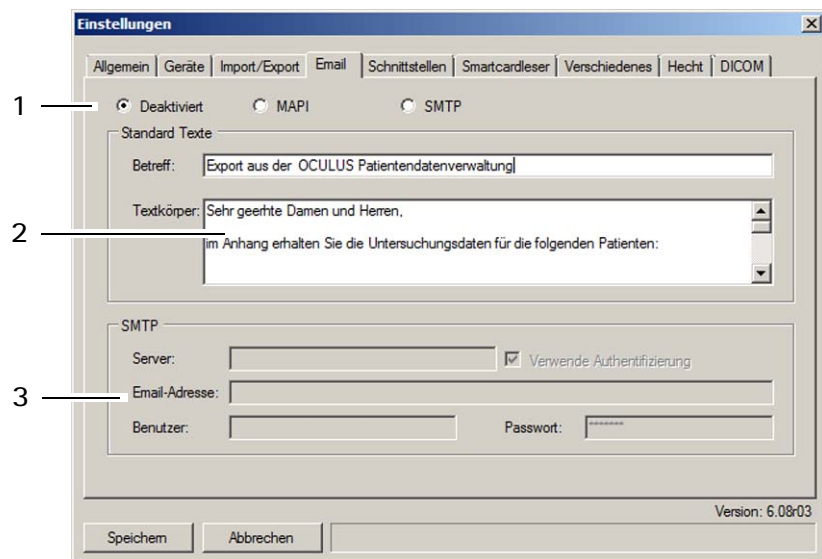 Einstellungen
Allgemein Geräte Import/Export Email Schnittstellen Smartcardleser Verschiedenes Hecht DICOM
1
Deaktiviert MAPI SMTP
Standard Texte
Betreff: Export aus der OCULUS Patientendatenverwaltung
Textkörper: Sehr geerhte Damen und Herren,
2
im Anhang erhalten Sie die Untersuchungsdaten für die folgenden Patienten:
SMTP
Server: Verwende Authentifizierung
3 Email-Adresse:
Benutzer: Passwort: *******
Version: 6.08r03
Speichern Abbrechen